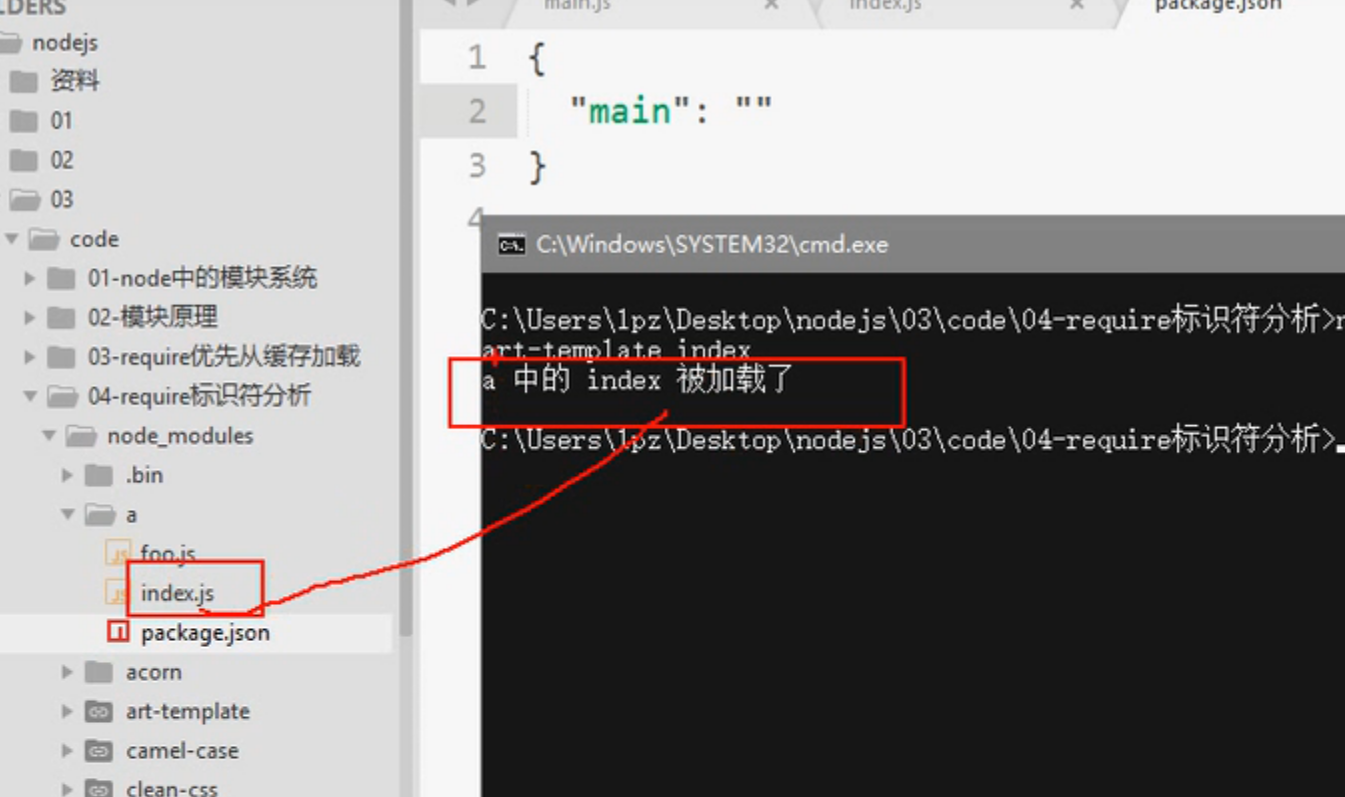 nodejs
资料
01
02
03
code
01-node中的模块系统
02-模块原理
03-require优先从缓存加载
04-require标识符分析
node_modules
.bin
a
foo.js
index.js
package.json
acorn
art-template
camel-case
clean-css
main.js
index.js
package.json
1 {
2 "main": ""
3 }
4
C:\Windows\SYSTEM32\cmd.exe
C:\Users\lpz\Desktop\nodejs\03\code\04-require标识符分析>
art-template index
a 中的 index 被加载了
C:\Users\lpz\Desktop\nodejs\03\code\04-require标识符分析>